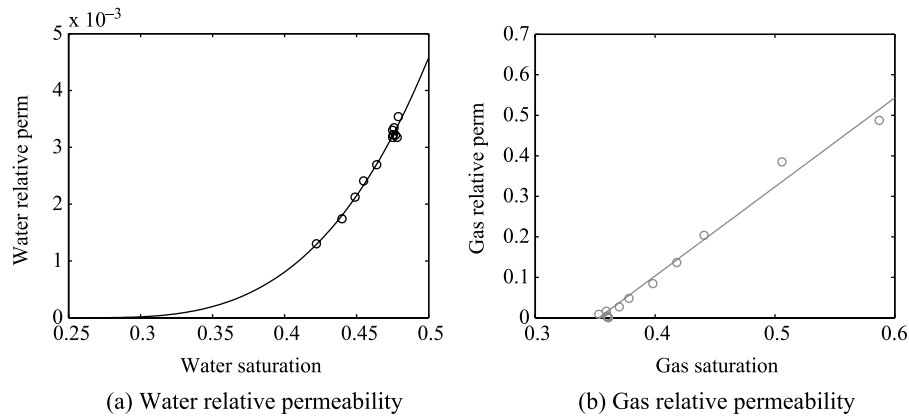 5 × 10⁻³
4
3
2
1
0
0.25 0.3 0.35 0.4 0.45 0.5
Water relative perm
Water saturation
(a) Water relative permeability
0.7
0.6
0.5
0.4
0.3
0.2
0.1
0
0.3 0.4 0.5 0.6
Gas relative perm
Gas saturation
(b) Gas relative permeability